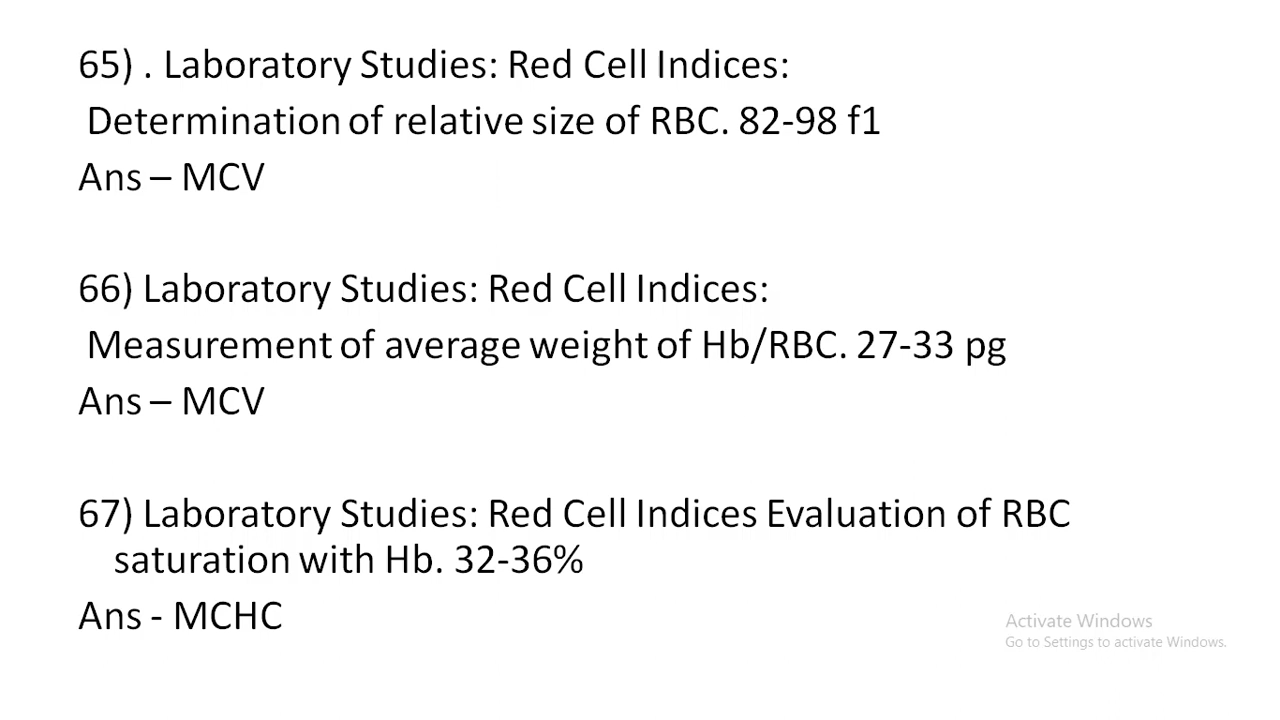 65) . Laboratory Studies: Red Cell Indices:
Determination of relative size of RBC. 82-98 f1
Ans – MCV
66) Laboratory Studies: Red Cell Indices:
Measurement of average weight of Hb/RBC. 27-33 pg
Ans – MCV
67) Laboratory Studies: Red Cell Indices Evaluation of RBC
saturation with Hb. 32-36%
Ans - MCHC
Activate Windows
Go to Settings to activate Windows.